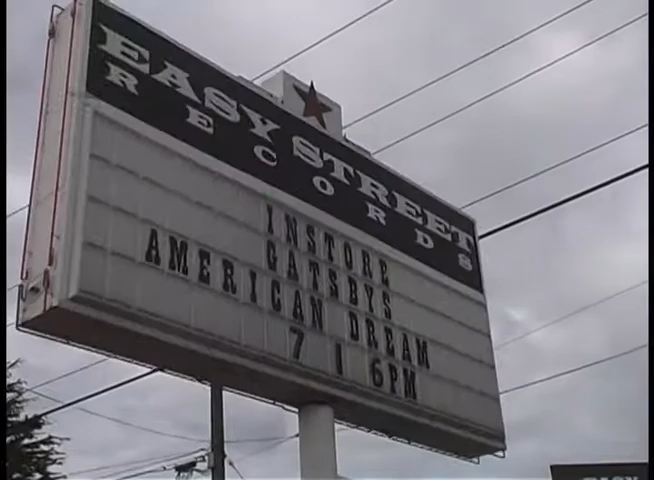 EASY STREET
RECORDS
INSTORE
GATSBYS
AMERICAN DREAM
7 1 6PM